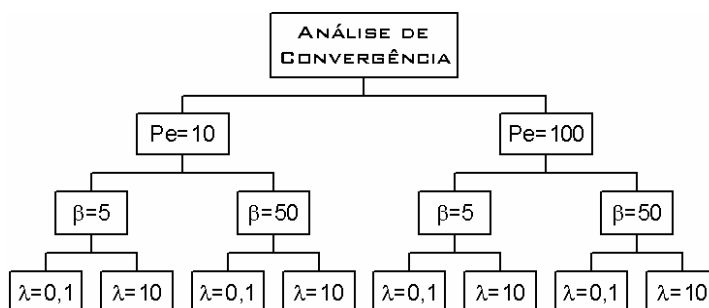 ANÁLISE DE
CONVERGÊNCIA
Pe=10 Pe=100
β=5 β=50 β=5 β=50
λ=0,1 λ=10 λ=0,1 λ=10 λ=0,1 λ=10 λ=0,1 λ=10